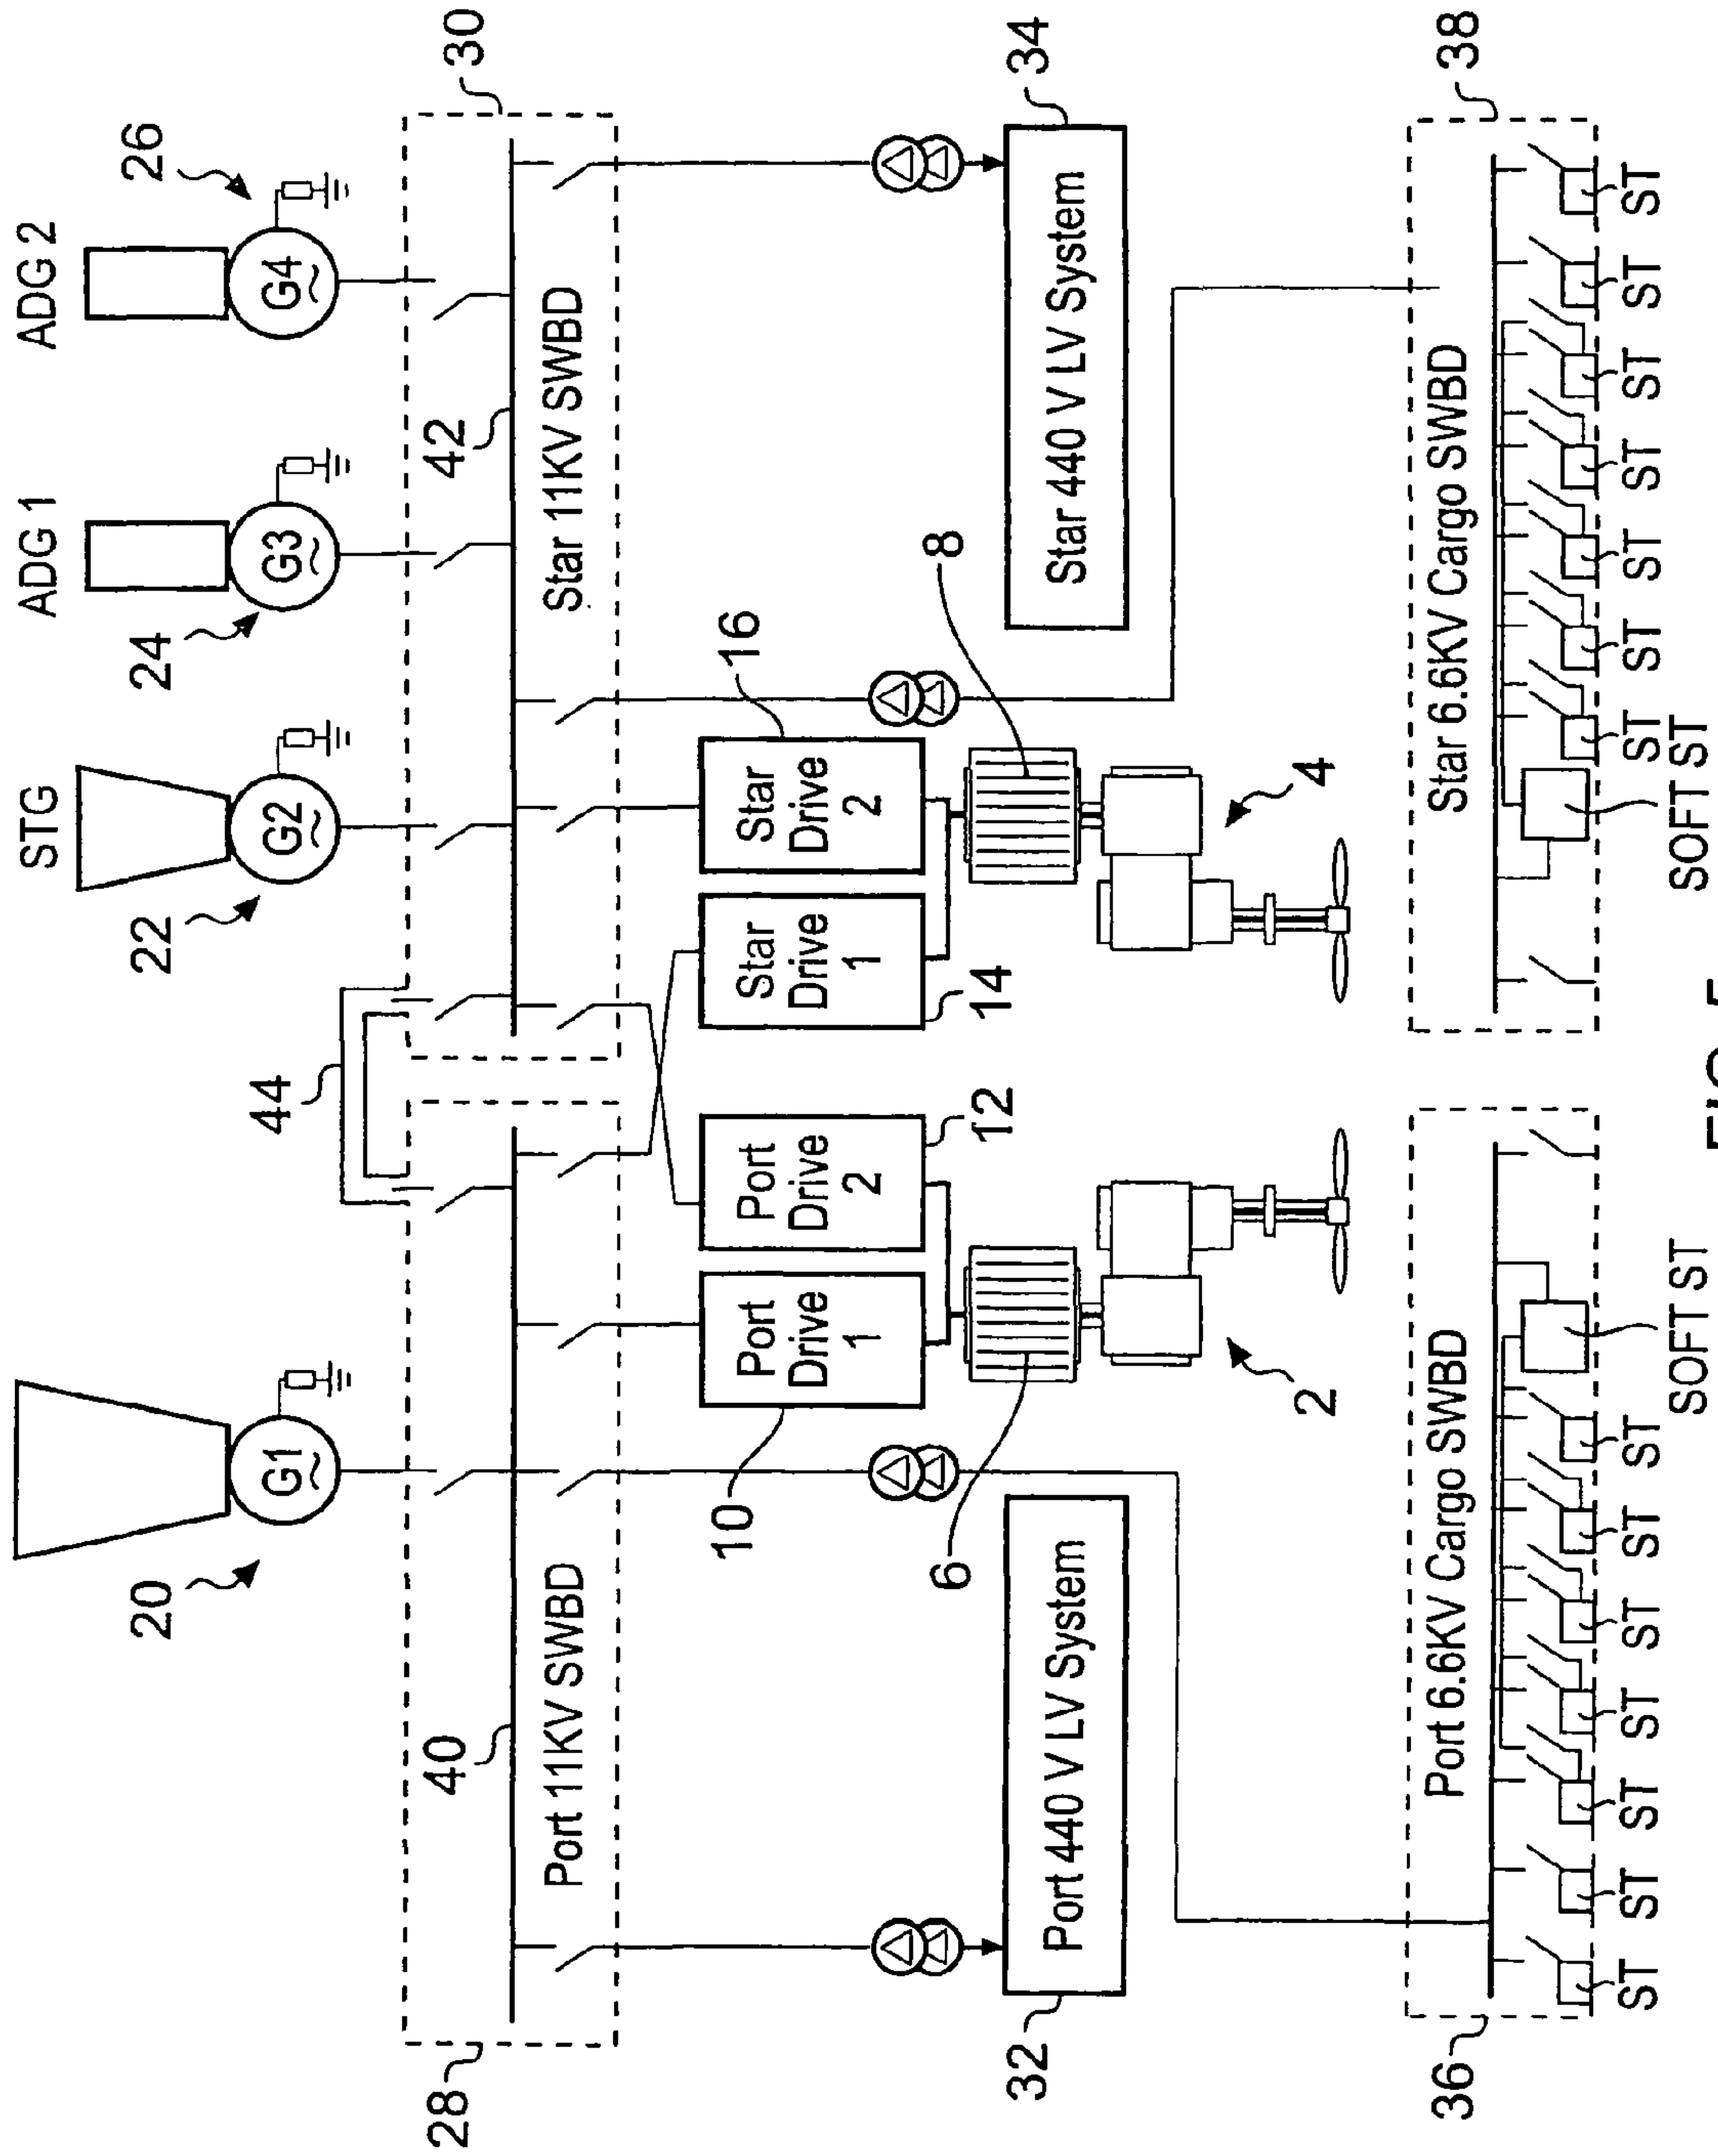 STG
ADG 1
ADG 2
G1
~
G2
~
G3
~
G4
~
20
22
24
26
44
28
30
40
42
Port 11KV SWBD
Star 11KV SWBD
Port
Drive
1
Port
Drive
2
Star
Drive
1
Star
Drive
2
10
12
14
16
6
8
2
4
Port 440 V LV System
Star 440 V LV System
32
34
Port 6.6KV Cargo SWBD
Star 6.6KV Cargo SWBD
36
38
ST
ST
ST
ST
ST
ST
ST
SOFT ST
SOFT ST
ST
ST
ST
ST
ST
ST
ST